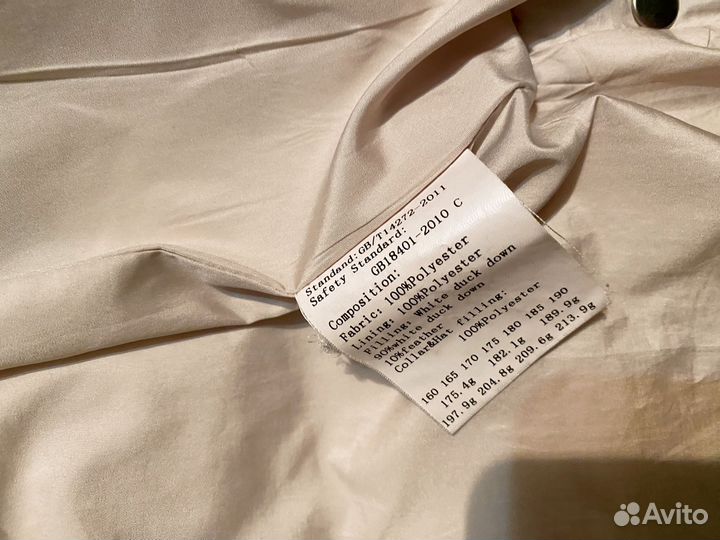 Standand:GB/T14272-2011
Safety Standard:
GB18401-2010 C
Composition:
Fabric: 100%Polyester
Lining: 100%Polyester
Filling: White duck down
90%white duck down
10%feather
Collar&Hat filling:
100%Polyester
160 165 170 175 180 185 190
175.4g 182.1g 189.9g
197.9g 204.8g 209.6g 213.9g
Avito